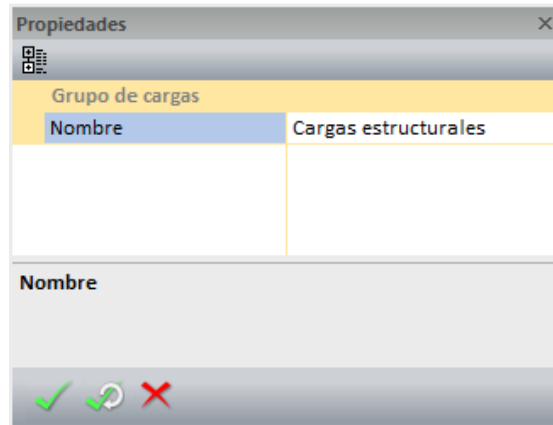 Propiedades
Grupo de cargas
Nombre Cargas estructurales
Nombre